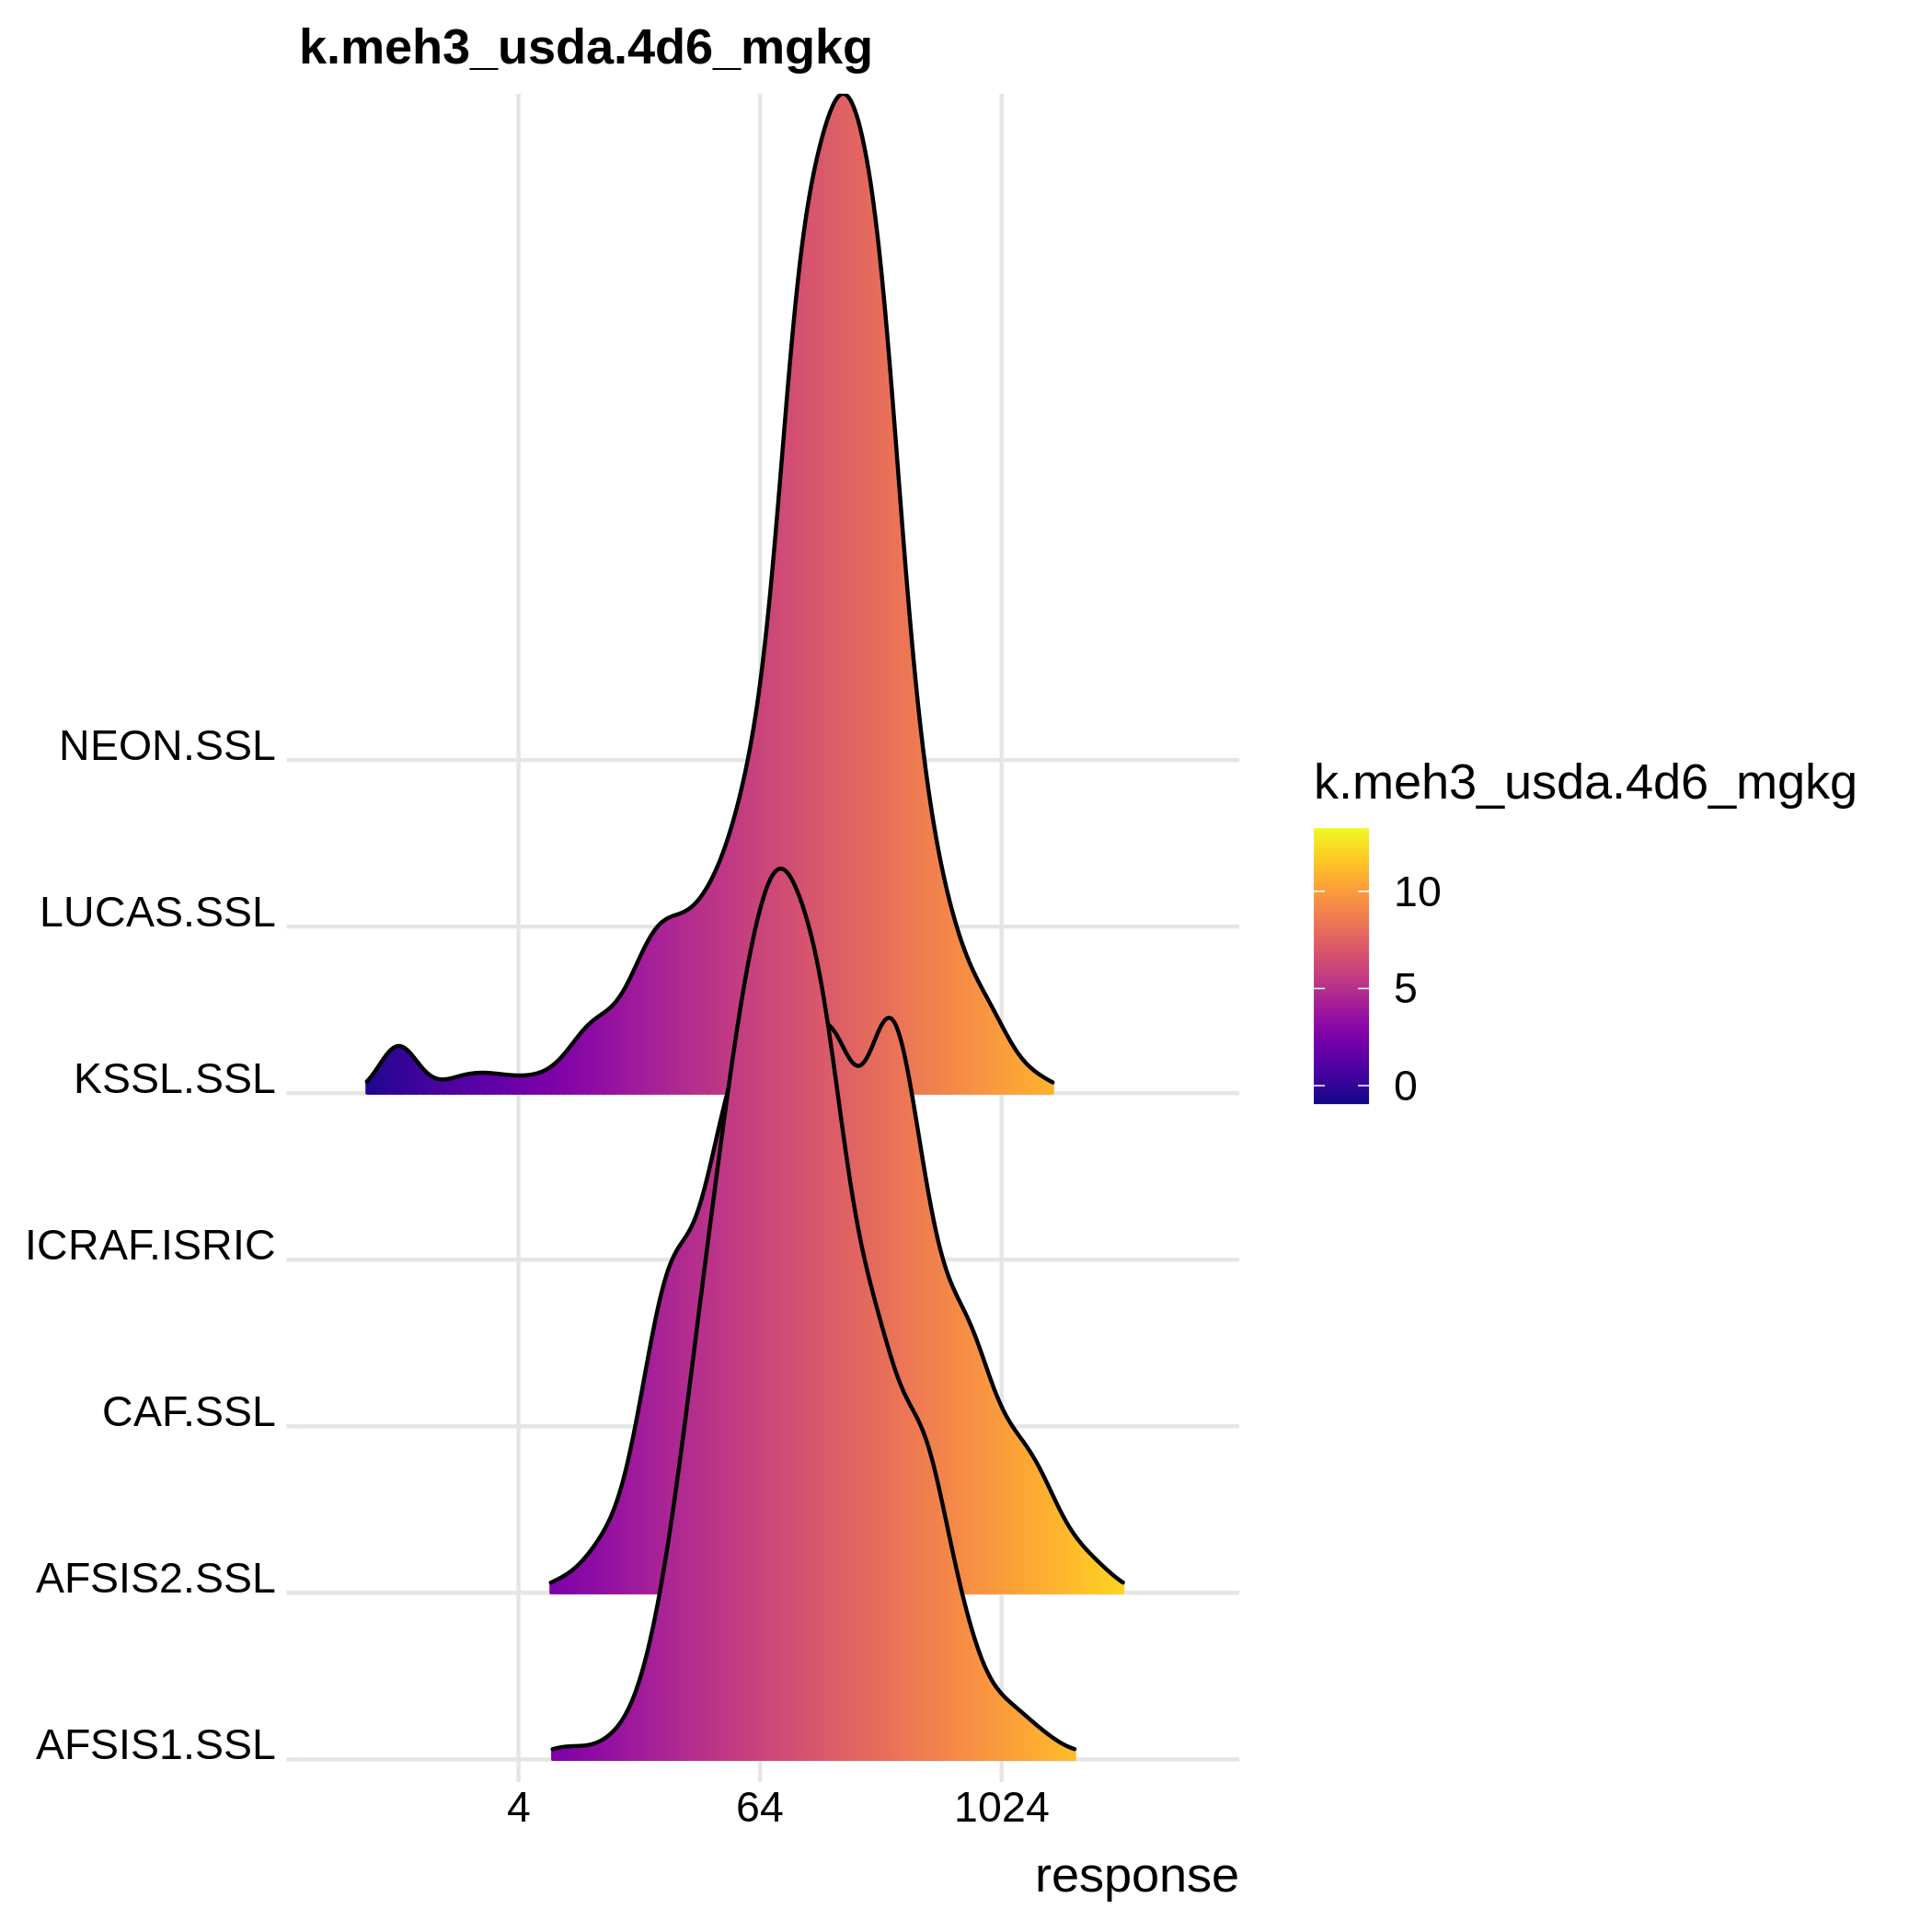 k.meh3_usda.4d6_mgkg
NEON.SSL
LUCAS.SSL
KSSL.SSL
ICRAF.ISRIC
CAF.SSL
AFSIS2.SSL
AFSIS1.SSL
4 64 1024
response
k.meh3_usda.4d6_mgkg
10
5
0